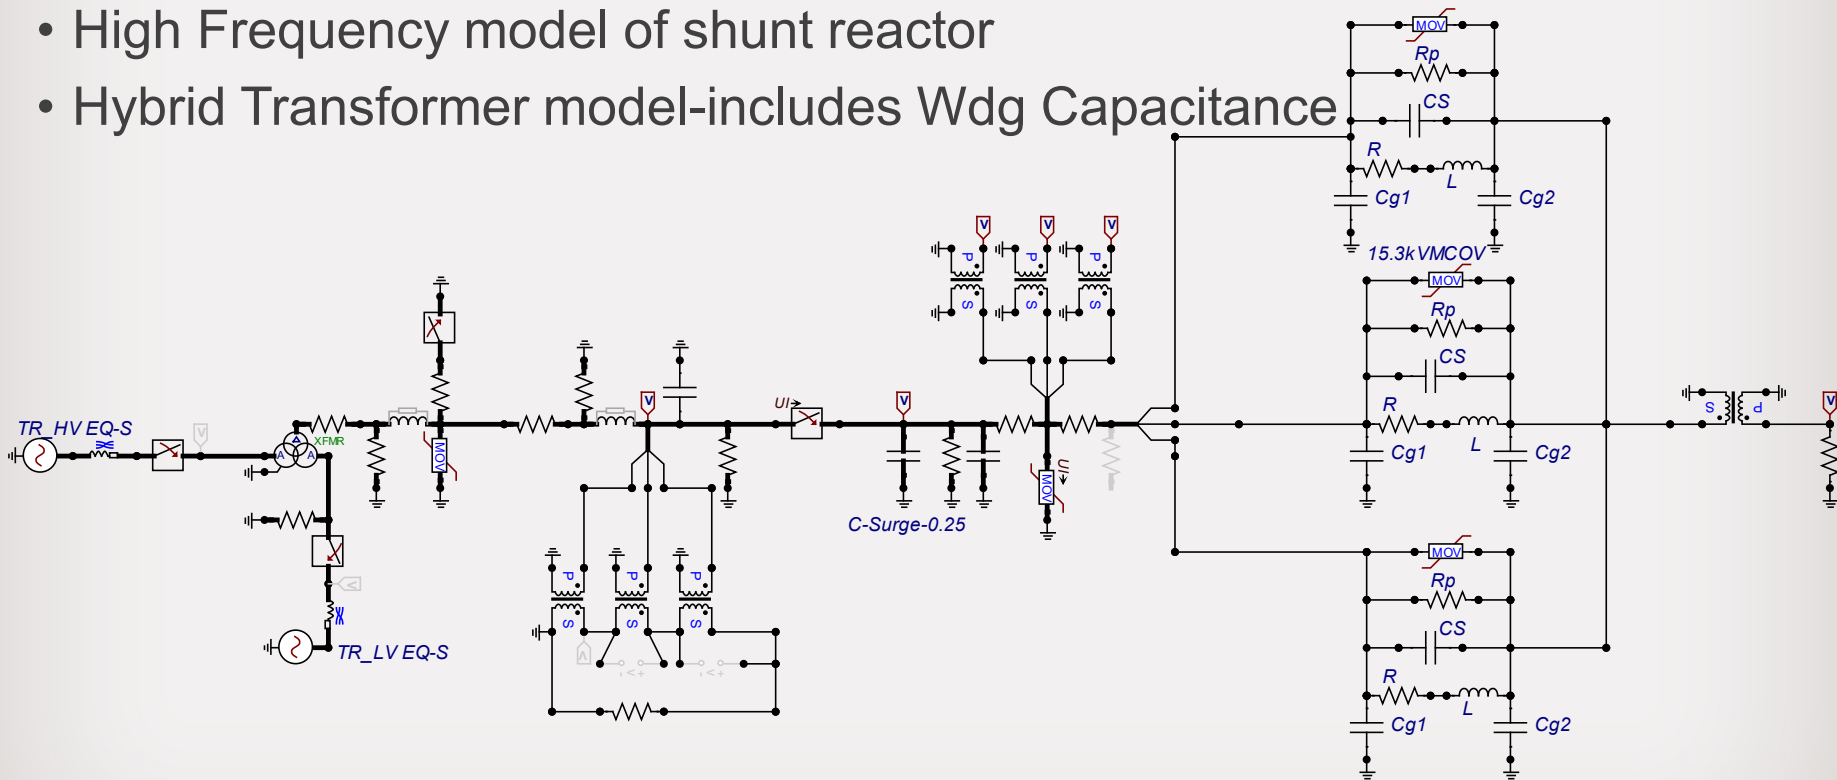 • High Frequency model of shunt reactor
• Hybrid Transformer model-includes Wdg Capacitance
MOV
Rp
CS
R
L
Cg1
Cg2
15.3kVMCOV
MOV
Rp
CS
R
L
Cg1
Cg2
MOV
Rp
CS
R
L
Cg1
Cg2
V
V
V
P
P
P
S
S
S
TR_HV EQ-S
V
XFMR
A
A
MOV
V
UI
V
MOV
UI
C-Surge-0.25
S
P
V
V
TR_LV EQ-S
P
P
P
S
S
S
V